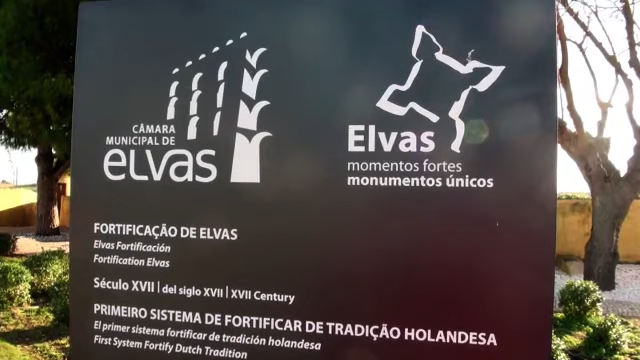 CÂMARA
MUNICIPAL DE
ELVAS
Elvas
momentos fortes
monumentos únicos
FORTIFICAÇÃO DE ELVAS
Elvas Fortificación
Fortification Elvas
Século XVII | del siglo XVII | XVII Century
PRIMEIRO SISTEMA DE FORTIFICAR DE TRADIÇÃO HOLANDESA
El primer sistema fortificar de tradición holandesa
First System Fortify Dutch Tradition